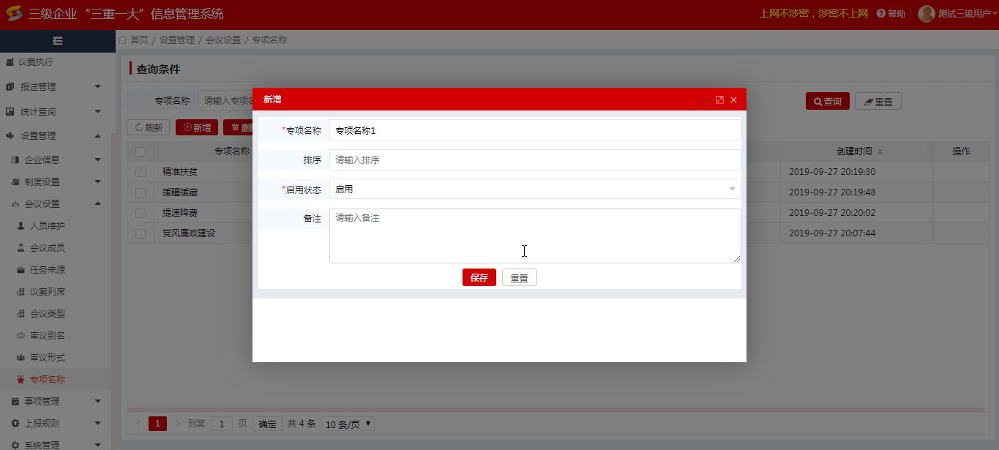 三级企业“三重一大”信息管理系统
上网不涉密，涉密不上网 帮助 测试三级用户
首页 / 设置管理 / 会议设置 / 专项名称
议案执行
报送管理
统计查询
设置管理
企业信息
制度设置
会议设置
人员维护
会议成员
任务来源
议案列席
会议类型
审议别名
审议形式
专项名称
事项管理
上报规则
系统管理
查询条件
专项名称 请输入专项名
查询 重置
刷新 新增
专项名称 创建时间 操作
精准扶贫 2019-09-27 20:19:30
援疆援藏 2019-09-27 20:19:48
提速降费 2019-09-27 20:20:02
党风廉政建设 2019-09-27 20:07:44
新增
*专项名称 专项名称1
排序 请输入排序
*启用状态 启用
备注 请输入备注
保存 重置
1 到第 1 页 确定 共 4 条 10 条/页